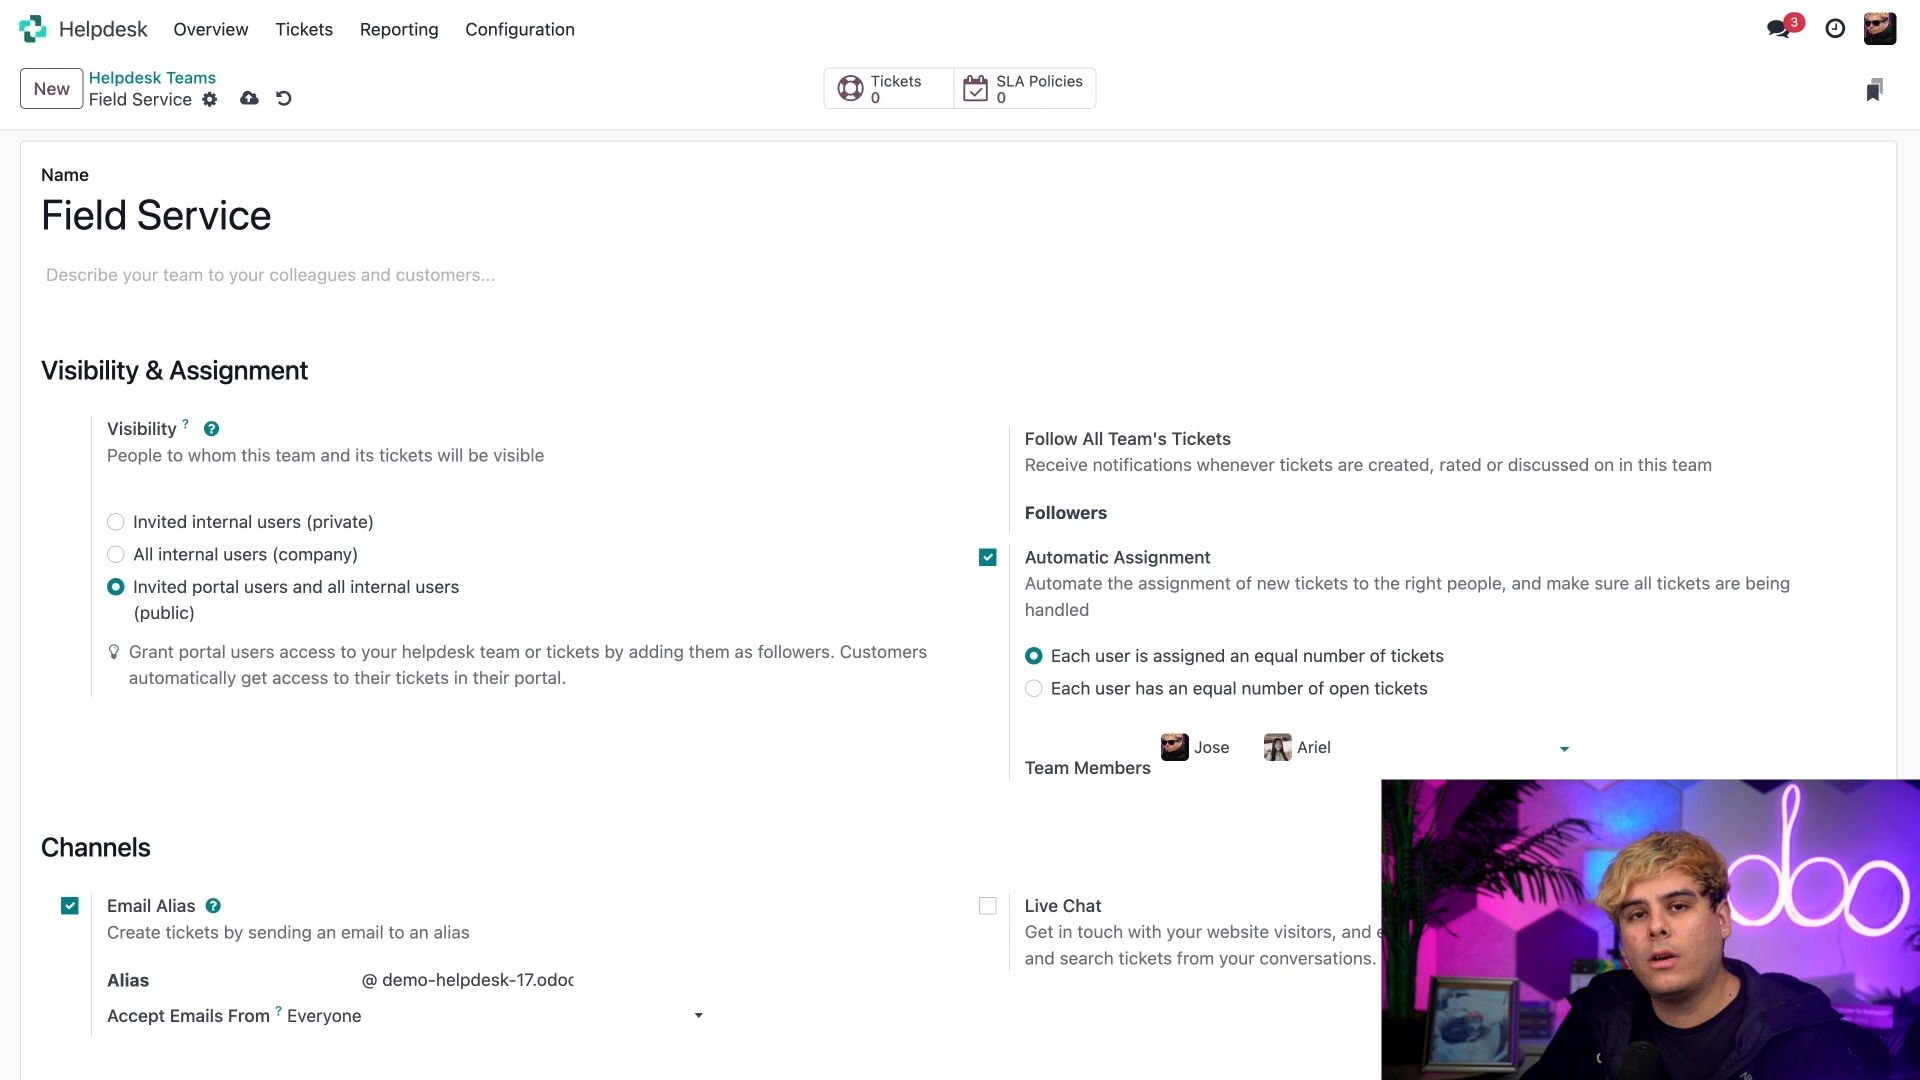 Helpdesk Overview Tickets Reporting Configuration 3
New Helpdesk Teams
Field Service
Tickets
0
SLA Policies
0
Name
Field Service
Describe your team to your colleagues and customers...
Visibility & Assignment
Visibility ? ?
People to whom this team and its tickets will be visible
Invited internal users (private)
All internal users (company)
Invited portal users and all internal users
(public)
Grant portal users access to your helpdesk team or tickets by adding them as followers. Customers
automatically get access to their tickets in their portal.
Follow All Team's Tickets
Receive notifications whenever tickets are created, rated or discussed on in this team
Followers
Automatic Assignment
Automate the assignment of new tickets to the right people, and make sure all tickets are being
handled
Each user is assigned an equal number of tickets
Each user has an equal number of open tickets
Team Members Jose Ariel
Channels
Email Alias ?
Create tickets by sending an email to an alias
Alias @ demo-helpdesk-17.odoc
Accept Emails From ? Everyone
Live Chat
Get in touch with your website visitors, and
and search tickets from your conversations.